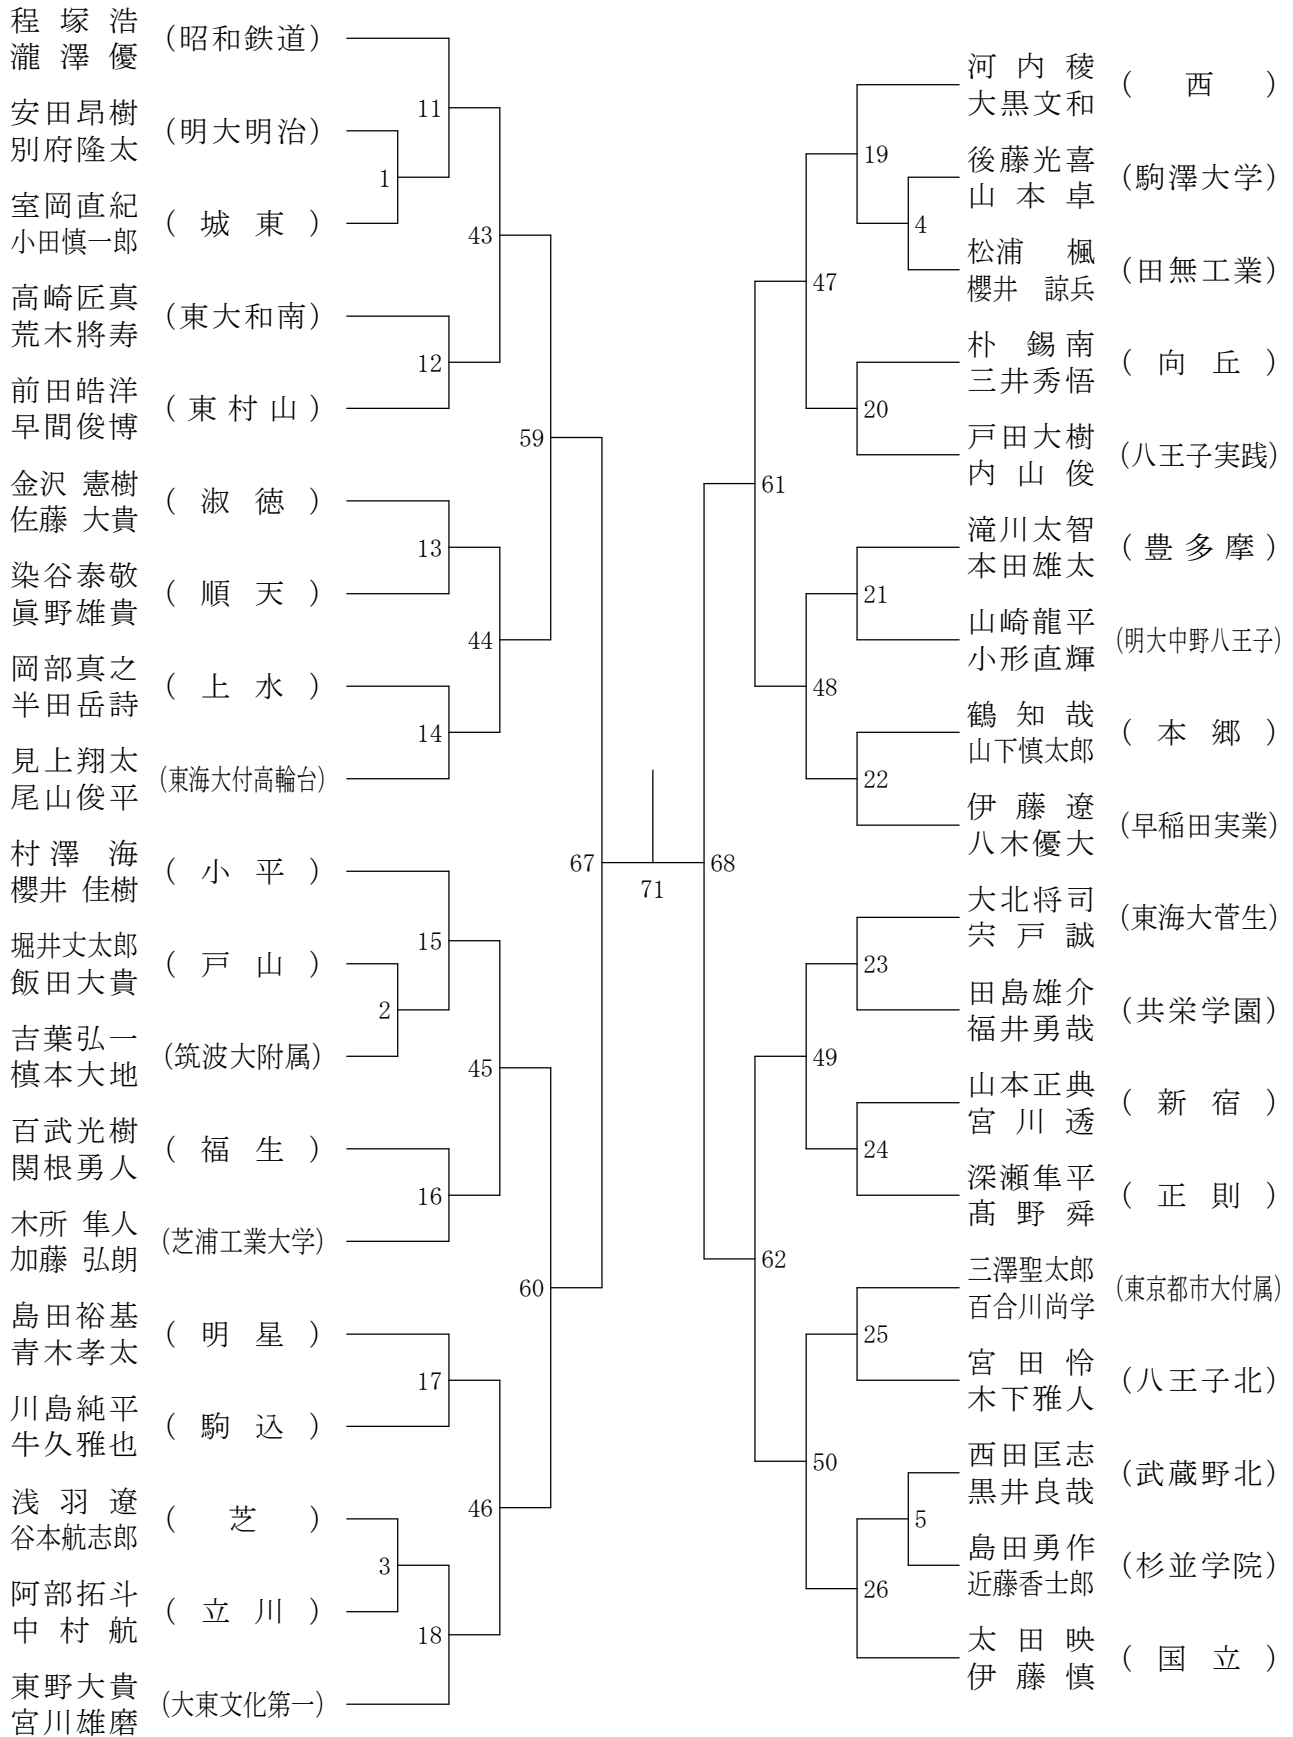 程塚浩
瀧澤優
(昭和鉄道)
安田昂樹
別府隆太
(明大明治)
室岡直紀
小田慎一郎
(城東)
高崎匠真
荒木將寿
(東大和南)
前田皓洋
早間俊博
(東村山)
金沢 憲樹
佐藤 大貴
(淑徳)
染谷泰敬
眞野雄貴
(順天)
岡部真之
半田岳詩
(上水)
見上翔太
尾山俊平
(東海大付高輪台)
村澤 海
櫻井 佳樹
(小平)
堀井丈太郎
飯田大貴
(戸山)
吉葉弘一
槙本大地
(筑波大附属)
百武光樹
関根勇人
(福生)
木所 隼人
加藤 弘朗
(芝浦工業大学)
島田裕基
青木孝太
(明星)
川島純平
牛久雅也
(駒込)
浅羽遼
谷本航志郎
(芝)
阿部拓斗
中村航
(立川)
東野大貴
宮川雄磨
(大東文化第一)
11
1
43
12
59
13
44
14
67
15
2
45
16
60
17
46
3
18
71
68
19
4
47
20
61
21
48
22
23
49
24
62
25
50
5
26
河内稜
大黒文和
(西)
後藤光喜
山本卓
(駒澤大学)
松浦 楓
櫻井 諒兵
(田無工業)
朴錫南
三井秀悟
(向丘)
戸田大樹
内山俊
(八王子実践)
滝川太智
本田雄太
(豊多摩)
山崎龍平
小形直輝
(明大中野八王子)
鶴知哉
山下慎太郎
(本郷)
伊藤遼
八木優大
(早稲田実業)
大北将司
宍戸誠
(東海大菅生)
田島雄介
福井勇哉
(共栄学園)
山本正典
宮川透
(新宿)
深瀬隼平
髙野舜
(正則)
三澤聖太郎
百合川尚学
(東京都市大付属)
宮田怜
木下雅人
(八王子北)
西田匡志
黒井良哉
(武蔵野北)
島田勇作
近藤香士郎
(杉並学院)
太田映
伊藤慎
(国立)